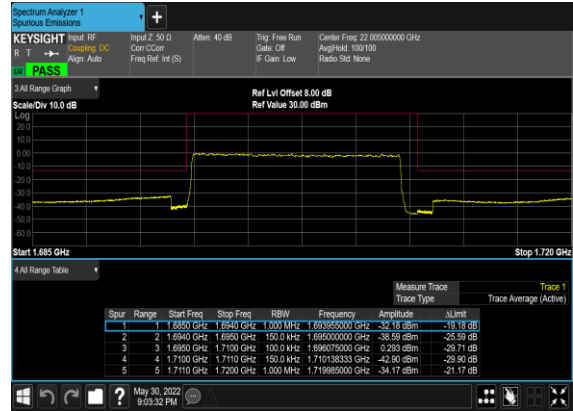 Spectrum Analyzer 1
Spurious Emissions
KEYSIGHT Input: RF Input Z: 50 Ω Atten: 40 dB Trig: Free Run Center Freq: 22.005000000 GHz
R T Coupling: DC Corr CCorr Gate: Off Avg|Hold: 100/100
Align: Auto Freq Ref: Int (S) IF Gain: Low Radio Std: None
LW PASS
3 All Range Graph Ref Lvl Offset 8.00 dB
Scale/Div 10.0 dB Ref Value 30.00 dBm
Log
20.0
10.0
0.00
-10.0
-20.0
-30.0
-40.0
-50.0
-60.0
Start 1.685 GHz Stop 1.720 GHz
4 All Range Table
Measure Trace Trace 1
Trace Type Trace Average (Active)
Spur Range Start Freq Stop Freq RBW Frequency Amplitude ΔLimit
1 1 1.6850 GHz 1.6940 GHz 1.000 MHz 1.693955000 GHz -32.18 dBm -19.18 dB
2 2 1.6940 GHz 1.6950 GHz 150.0 kHz 1.695000000 GHz -38.59 dBm -25.59 dB
3 3 1.6950 GHz 1.7100 GHz 100.0 kHz 1.696075000 GHz 0.293 dBm -29.71 dB
4 4 1.7100 GHz 1.7110 GHz 150.0 kHz 1.710138333 GHz -42.90 dBm -29.90 dB
5 5 1.7110 GHz 1.7200 GHz 1.000 MHz 1.719985000 GHz -34.17 dBm -21.17 dB
May 30, 2022
9:03:32 PM